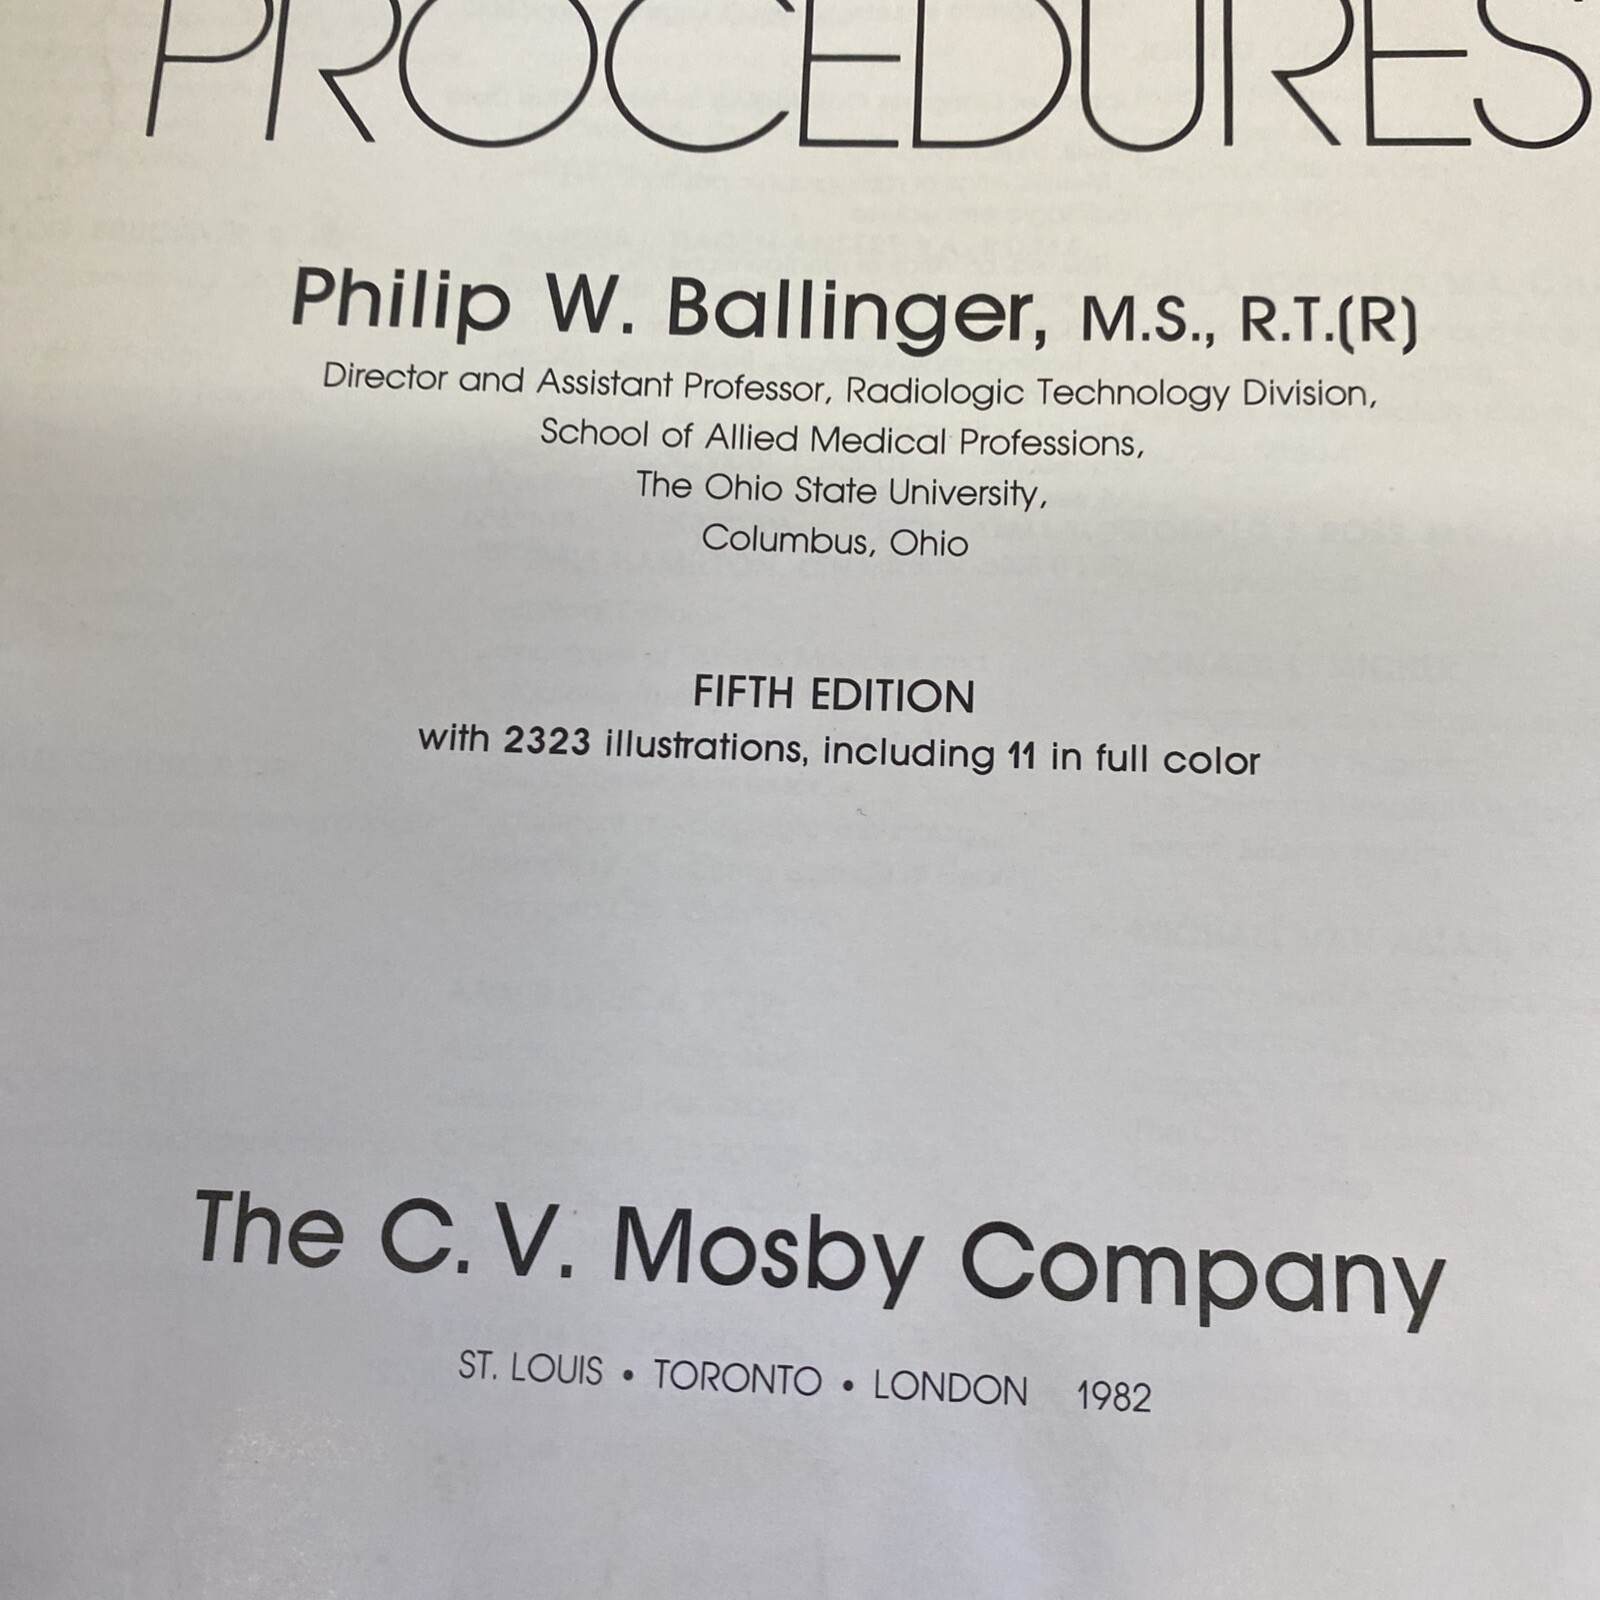 PROCEDURES
Philip W. Ballinger, M.S., R.T.(R)
Director and Assistant Professor, Radiologic Technology Division,
School of Allied Medical Professions,
The Ohio State University,
Columbus, Ohio
FIFTH EDITION
with 2323 illustrations, including 11 in full color
The C. V. Mosby Company
ST. LOUIS • TORONTO • LONDON 1982